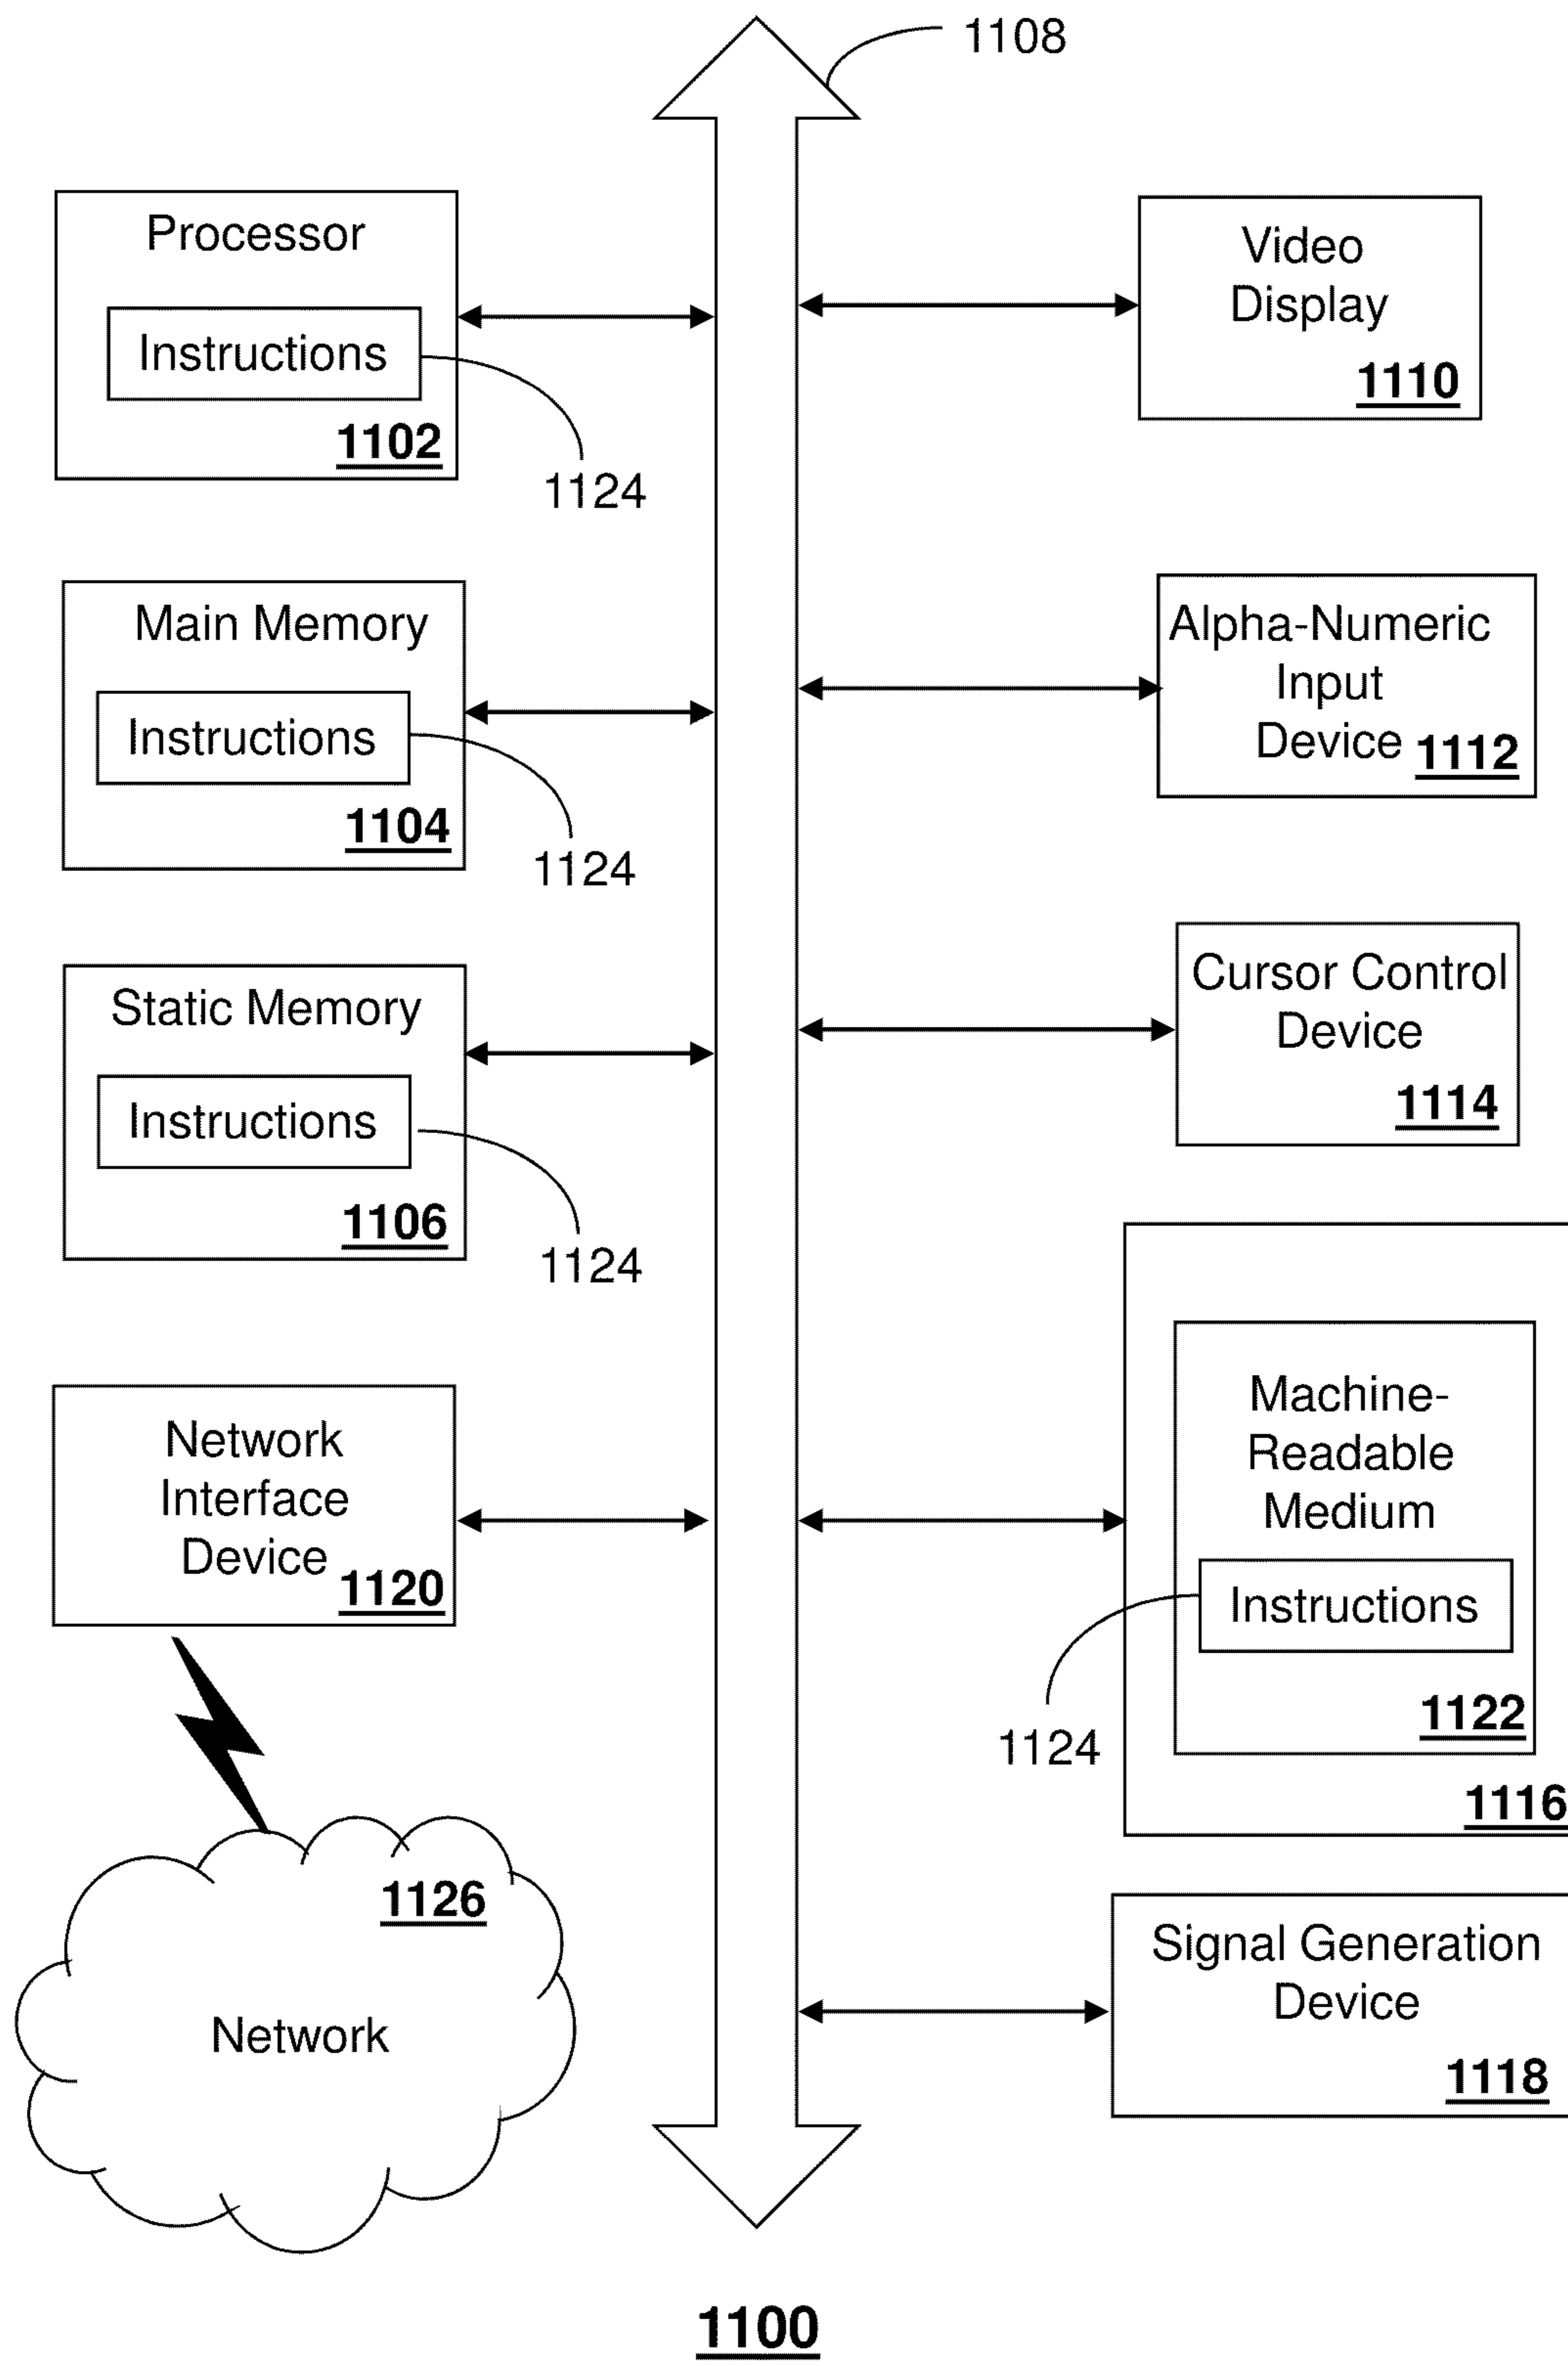 1108
Processor
Instructions
1102
1124
Main Memory
Instructions
1104
1124
Static Memory
Instructions
1106
1124
Network
Interface
Device
1120
1126
Network
Video
Display
1110
Alpha-Numeric
Input
Device
1112
Cursor Control
Device
1114
Machine-
Readable
Medium
Instructions
1122
1124
1116
Signal Generation
Device
1118
1100